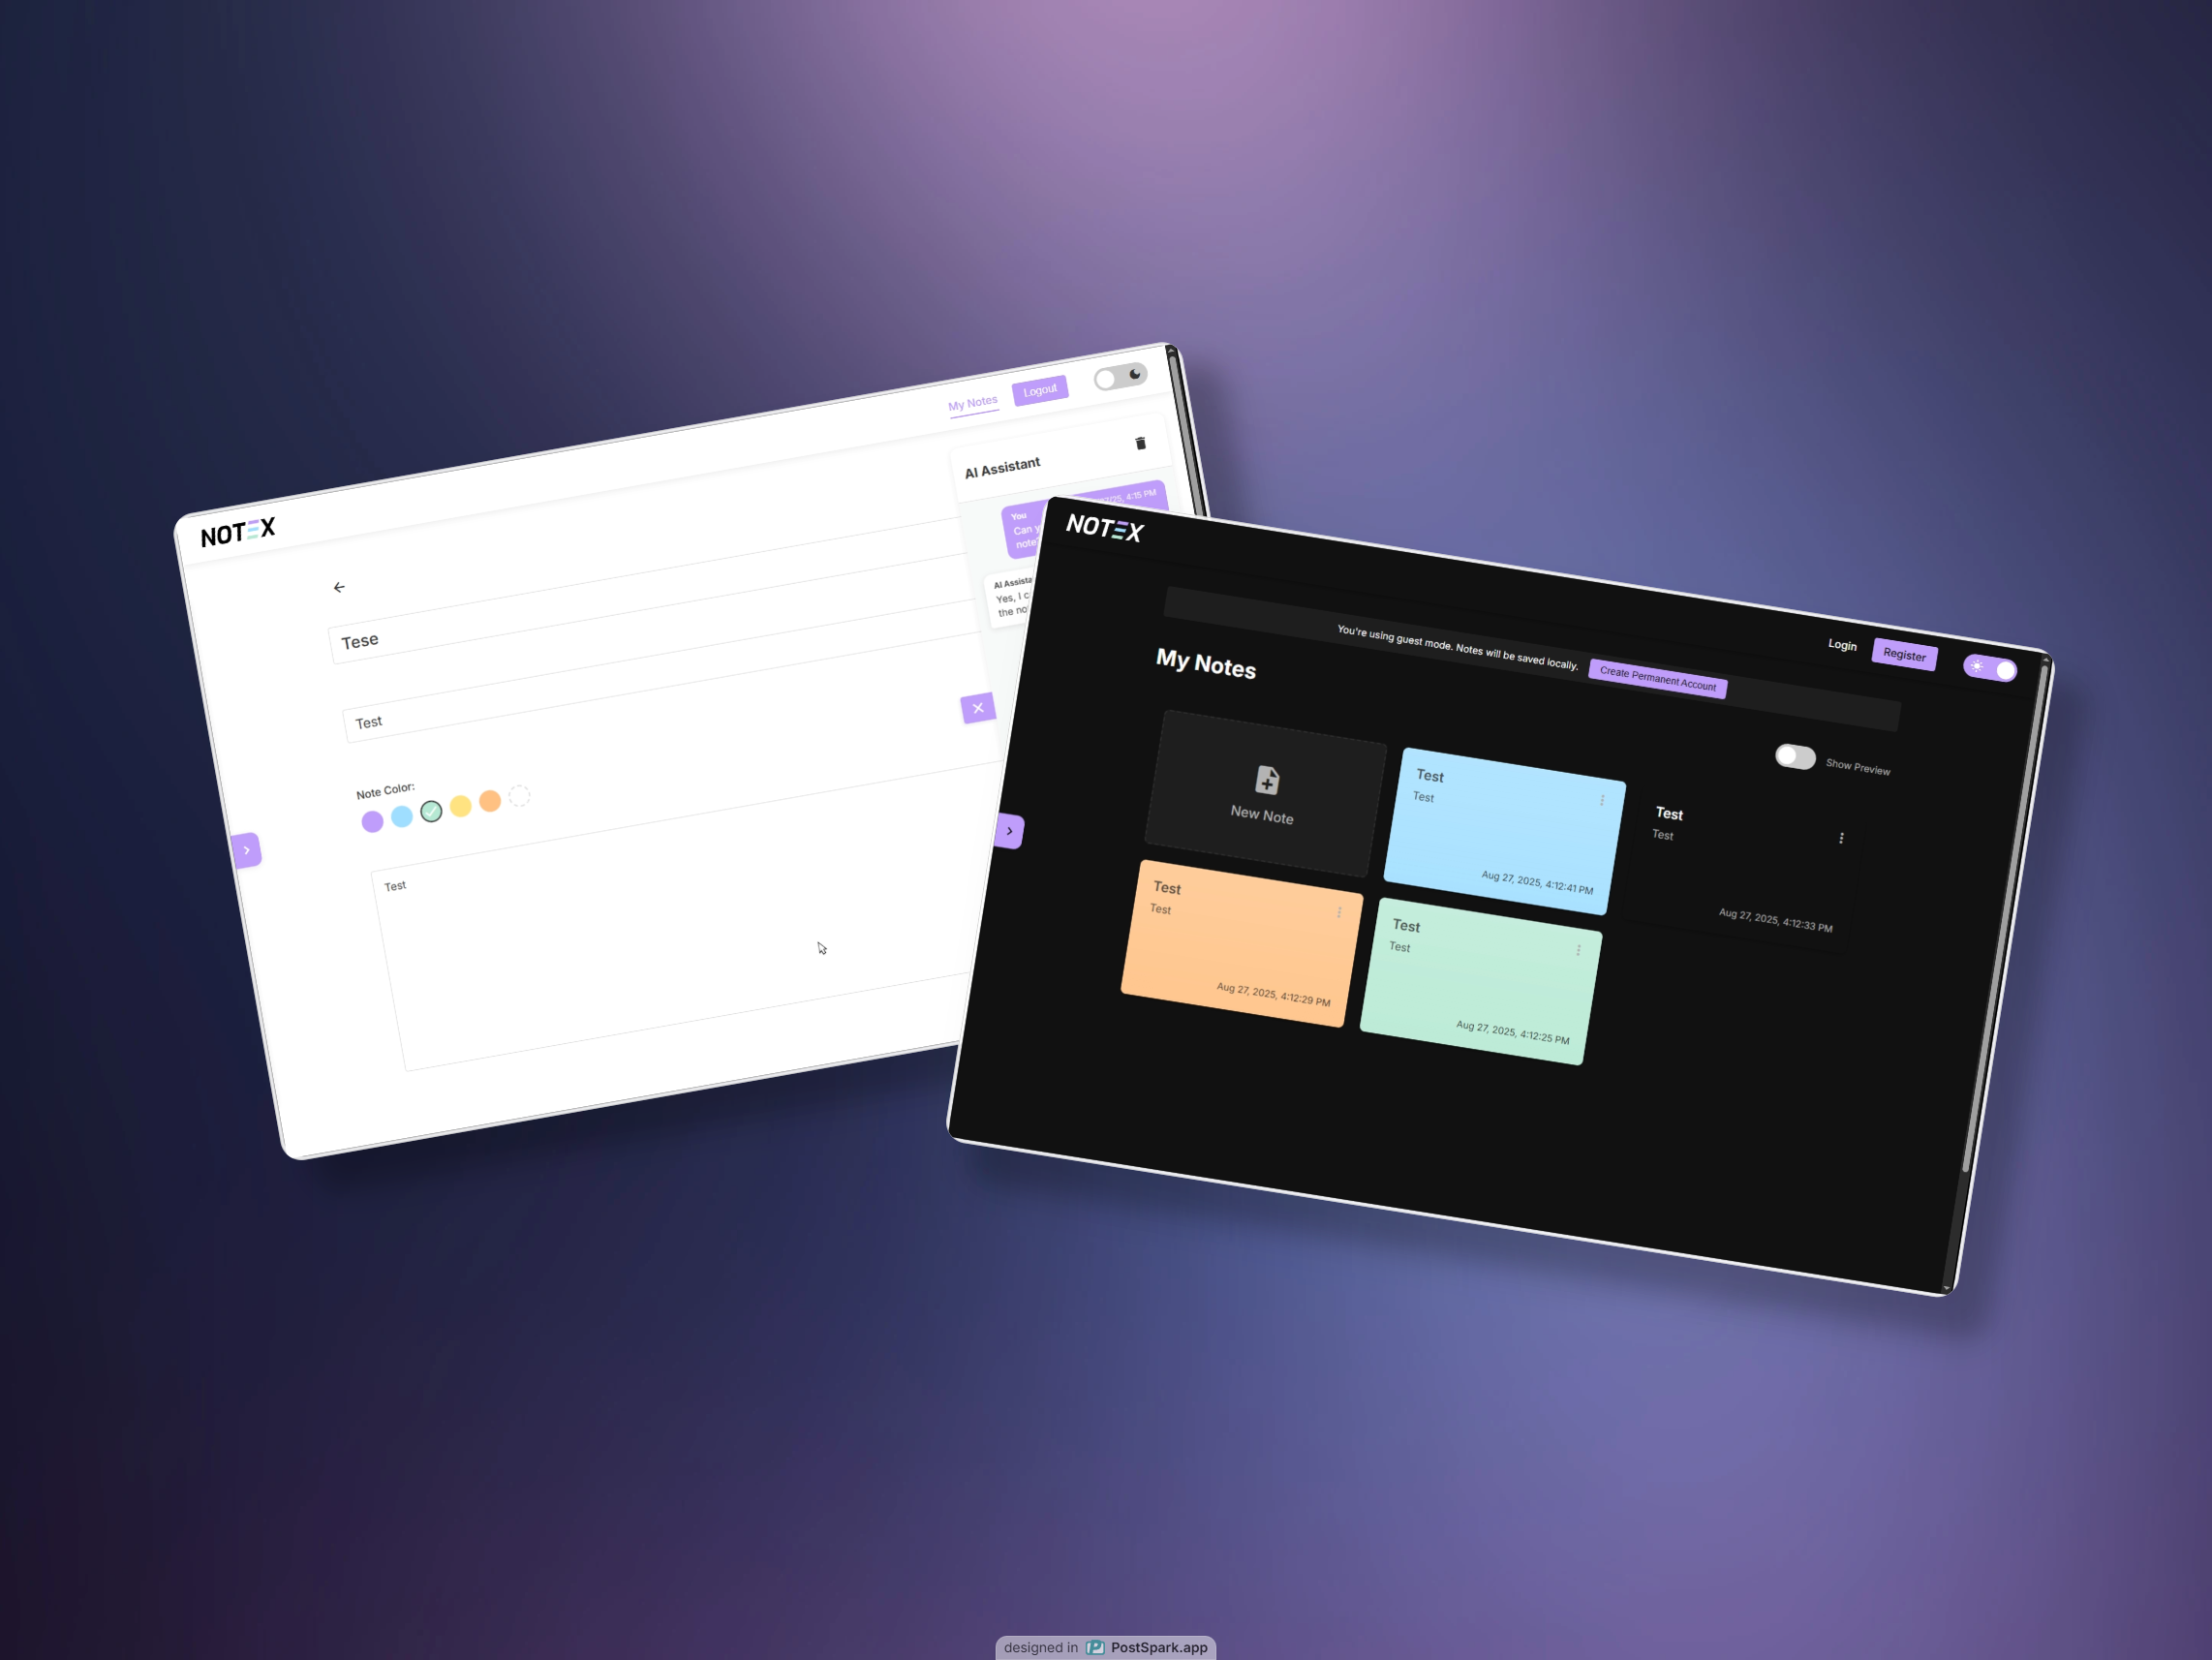 NOTEX
My Notes
Logout
AI Assistant
4:15 PM
You
Can
note
AI
Yes, I
the
Tese
Test
Note Color:
Test
NOTEX
Login
Register
You're using guest mode. Notes will be saved locally.
Create Permanent Account
My Notes
Show Preview
New Note
Test
Test
Aug 27, 2025, 4:12:41 PM
Test
Test
Aug 27, 2025, 4:12:33 PM
Test
Test
Aug 27, 2025, 4:12:29 PM
Test
Test
Aug 27, 2025, 4:12:25 PM
designed in PostSpark.app